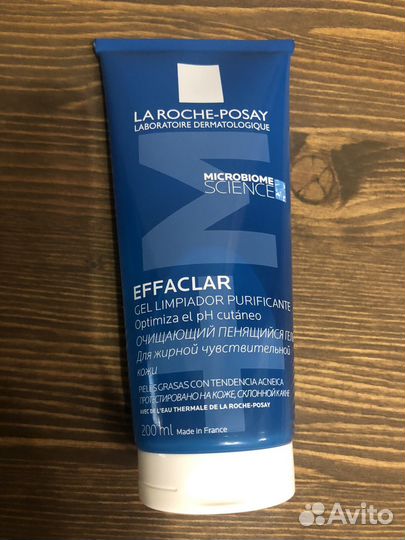 LA ROCHE-POSAY
LABORATOIRE DERMATOLOGIQUE
MICROBIOME
SCIENCE
EFFACLAR
GEL LIMPIADOR PURIFICANTE
Optimiza el pH cutáneo
ОЧИЩАЮЩИЙ ПЕНЯЩИЙСЯ ГЕЛЬ
Для жирной чувствительной
кожи
PIELES GRASAS CON TENDENCIA ACNEICA
ПРОТЕСТИРОВАНО НА КОЖЕ, СКЛОННОЙ К АКНЕ
AVEC DE L'EAU THERMALE DE LA ROCHE-POSAY
200 ml Made in France
Avito